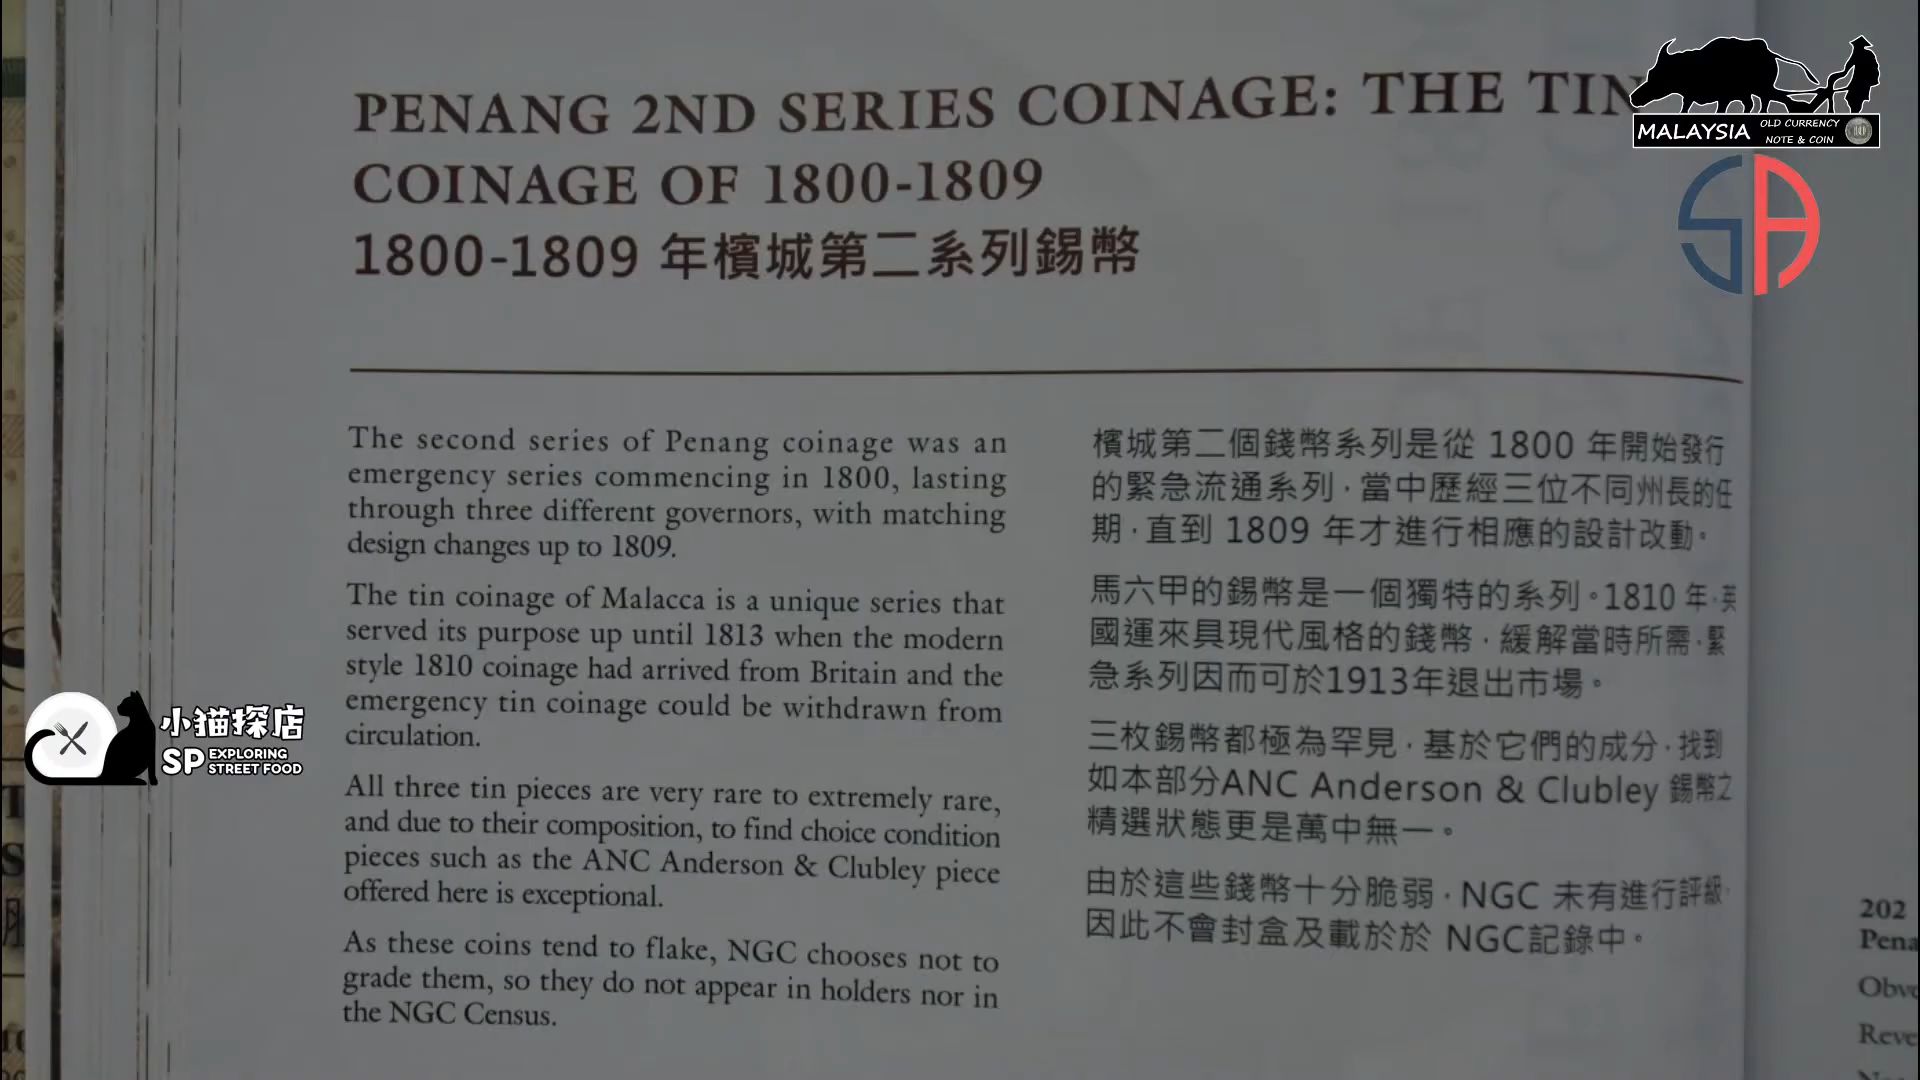 PENANG 2ND SERIES COINAGE: THE TIN
COINAGE OF 1800-1809
1800-1809 年檳城第二系列錫幣
The second series of Penang coinage was an
emergency series commencing in 1800, lasting
through three different governors, with matching
design changes up to 1809.
The tin coinage of Malacca is a unique series that
served its purpose up until 1813 when the modern
style 1810 coinage had arrived from Britain and the
emergency tin coinage could be withdrawn from
circulation.
All three tin pieces are very rare to extremely rare,
and due to their composition, to find choice condition
pieces such as the ANC Anderson & Clubley piece
offered here is exceptional.
As these coins tend to flake, NGC chooses not to
grade them, so they do not appear in holders nor in
the NGC Census.
檳城第二個錢幣系列是從 1800 年開始發行
的緊急流通系列，當中歷經三位不同州長的任
期，直到 1809 年才進行相應的設計改動。
馬六甲的錫幣是一個獨特的系列。1810 年，英
國運來具現代風格的錢幣，緩解當時所需，緊
急系列因而可於1913年退出市場。
三枚錫幣都極為罕見，基於它們的成分，找到
如本部分ANC Anderson & Clubley 錫幣之
精選狀態更是萬中無一。
由於這些錢幣十分脆弱，NGC 未有進行評級，
因此不會封盒及載於於 NGC記錄中。
MALAYSIA OLD CURRENCY
NOTE & COIN
SA
小猫探店
SP EXPLORING
STREET FOOD
202
Pena
Obve
Reve